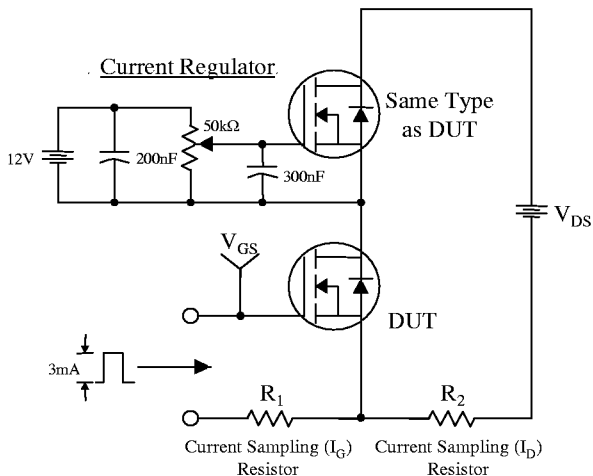 Current Regulator
50kΩ
12V
200nF
300nF
Same Type
as DUT
V_DS
V_GS
DUT
3mA
R_1
R_2
Current Sampling (I_G)
Resistor
Current Sampling (I_D)
Resistor